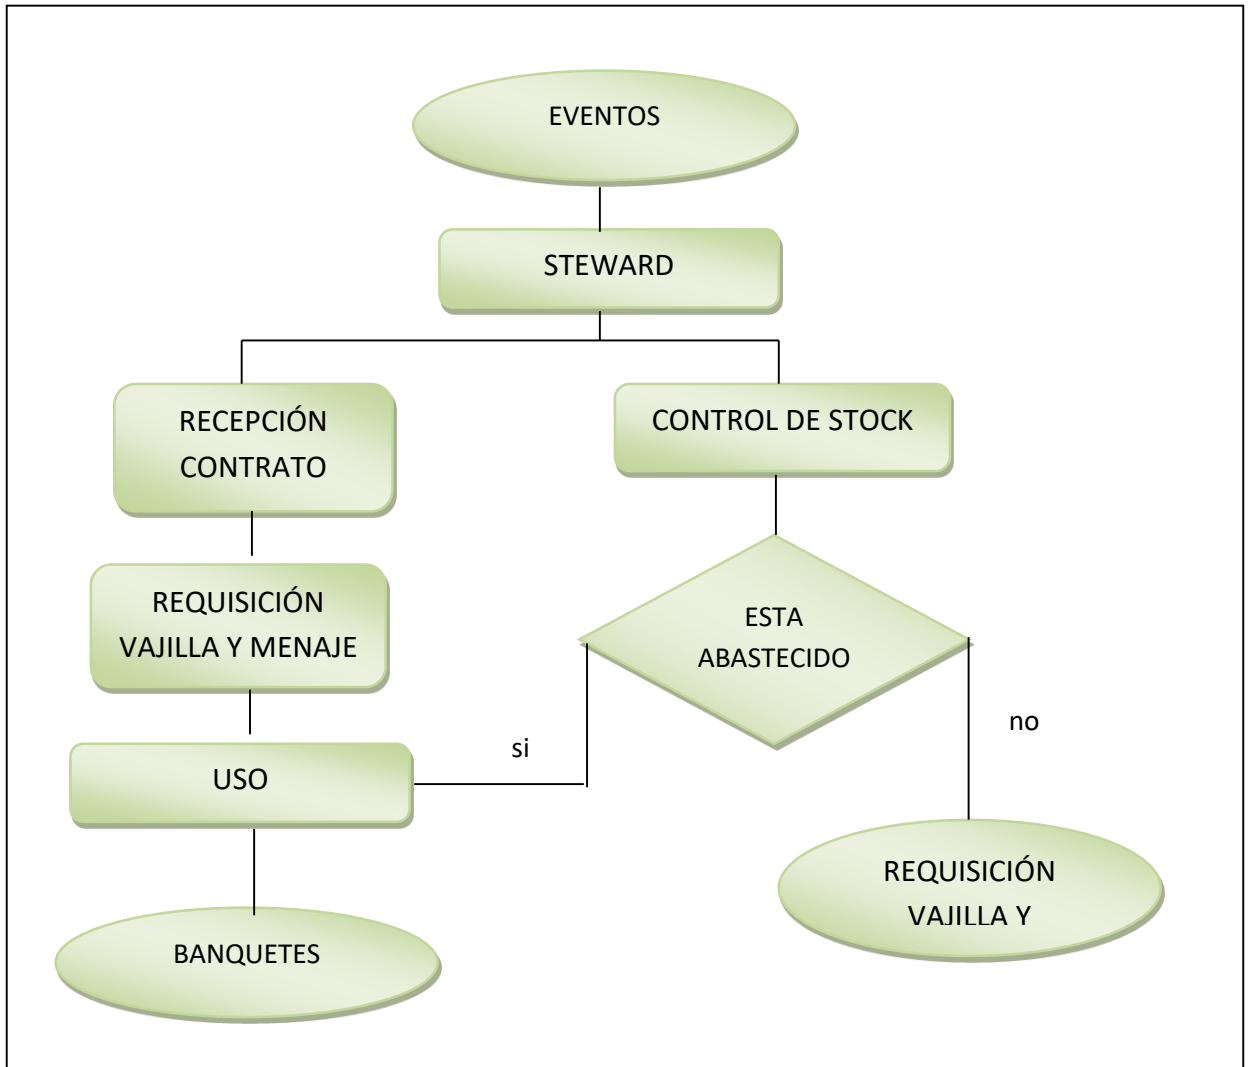 EVENTOS
STEWARD
RECEPCIÓN
CONTRATO
CONTROL DE STOCK
REQUISICIÓN
VAJILLA Y MENAJE
ESTA
ABASTECIDO
si
no
USO
REQUISICIÓN
VAJILLA Y
BANQUETES